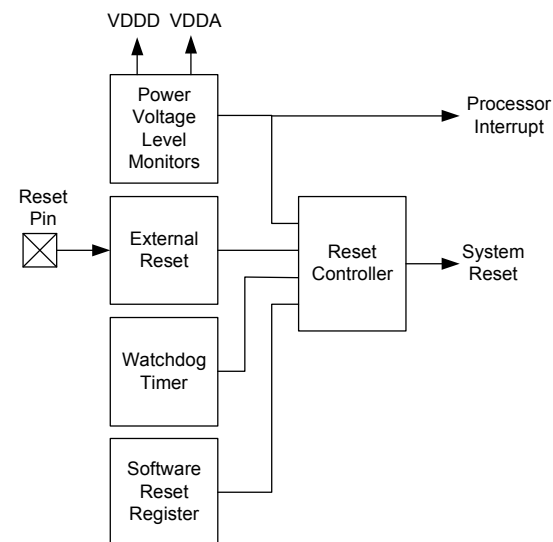 VDDD VDDA
Power
Voltage
Level
Monitors
Processor
Interrupt
Reset
Pin
External
Reset
Reset
Controller
System
Reset
Watchdog
Timer
Software
Reset
Register